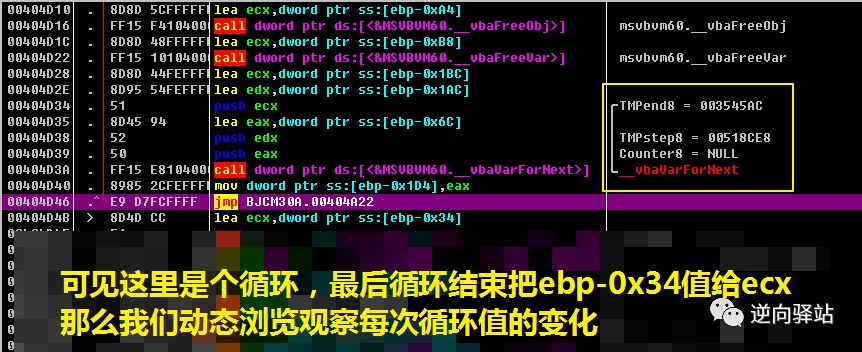 00404D10 . 8D8D 5CFFFFFF lea ecx,dword ptr ss:[ebp-0xA4]
00404D16 . FF15 F4104000 call dword ptr ds:[<&MSVBVM60.__vbaFreeObj>] msvbvm60.__vbaFreeObj
00404D1C . 8D8D 48FFFFFF lea ecx,dword ptr ss:[ebp-0xB8]
00404D22 . FF15 10104000 call dword ptr ds:[<&MSVBVM60.__vbaFreeVar>] msvbvm60.__vbaFreeVar
00404D28 . 8D8D 44FEFFFF lea ecx,dword ptr ss:[ebp-0x1BC]
00404D2E . 8D95 54FEFFFF lea edx,dword ptr ss:[ebp-0x1AC]
00404D34 . 51 push ecx TMPend8 = 003545AC
00404D35 . 8D45 94 lea eax,dword ptr ss:[ebp-0x6C]
00404D38 . 52 push edx TMPstep8 = 00518CE8
00404D39 . 50 push eax Counter8 = NULL
00404D3A . FF15 E8104000 call dword ptr ds:[<&MSVBVM60.__vbaVarForNext>] __vbaVarForNext
00404D40 . 8985 2CFEFFFF mov dword ptr ss:[ebp-0x1D4],eax
00404D46 .^ E9 D7FCFFFF jmp BJCM30A.00404A22
00404D4B > 8D4D CC lea ecx,dword ptr ss:[ebp-0x34]
可见这里是个循环，最后循环结束把ebp-0x34值给ecx
那么我们动态浏览观察每次循环值的变化
逆向驿站